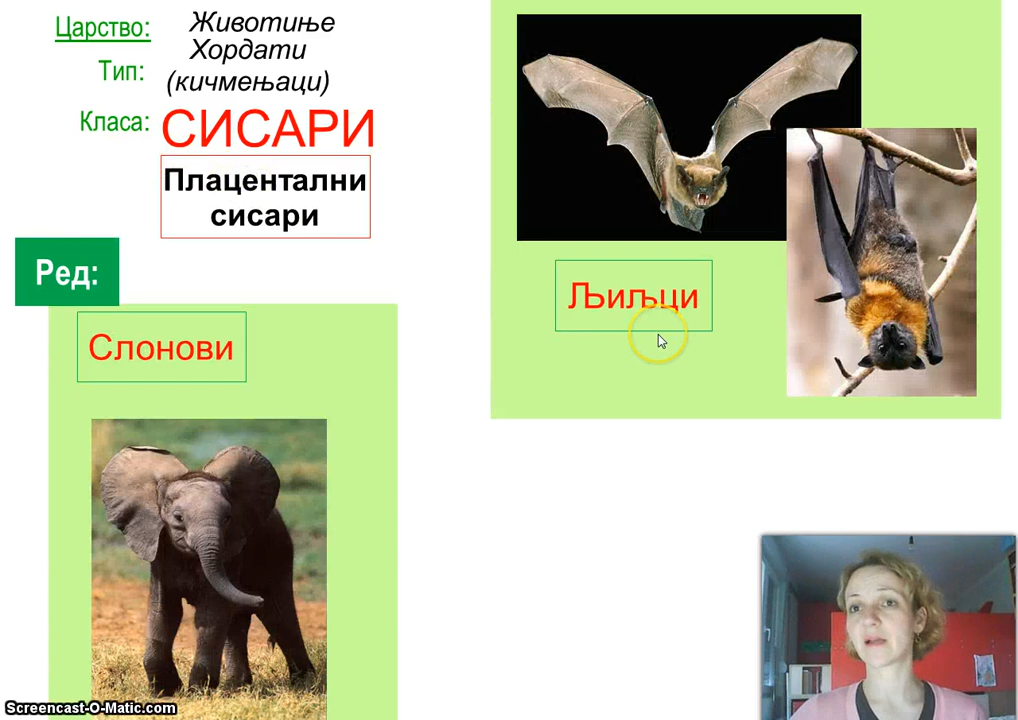 Царство:
Животиње
Тип:
Хордати
(кичмењаци)
Класа:
СИСАРИ
Плацентални
сисари
Ред:
Слонови
Љиљци
Screencast-O-Matic.com